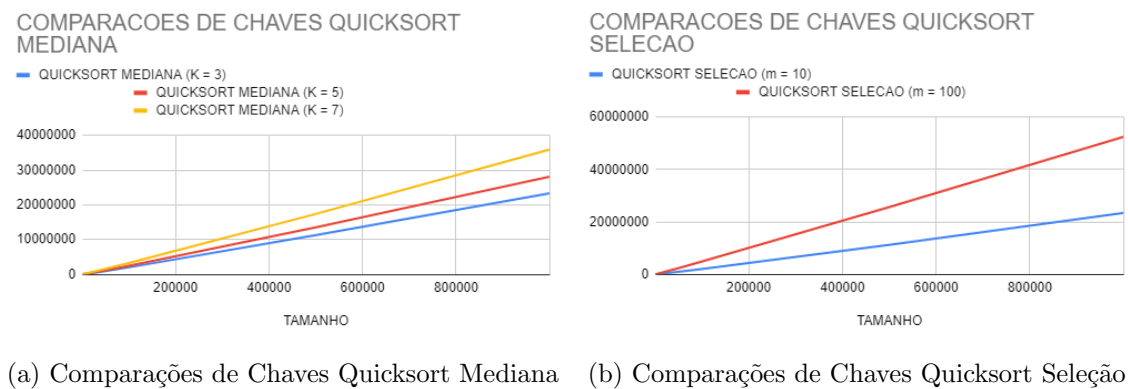 COMPARACOES DE CHAVES QUICKSORT
MEDIANA
QUICKSORT MEDIANA (K = 3)
QUICKSORT MEDIANA (K = 5)
QUICKSORT MEDIANA (K = 7)
40000000
30000000
20000000
10000000
0
200000 400000 600000 800000
TAMANHO
(a) Comparações de Chaves Quicksort Mediana
COMPARACOES DE CHAVES QUICKSORT
SELECAO
QUICKSORT SELECAO (m = 10)
QUICKSORT SELECAO (m = 100)
60000000
40000000
20000000
0
200000 400000 600000 800000
TAMANHO
(b) Comparações de Chaves Quicksort Seleção